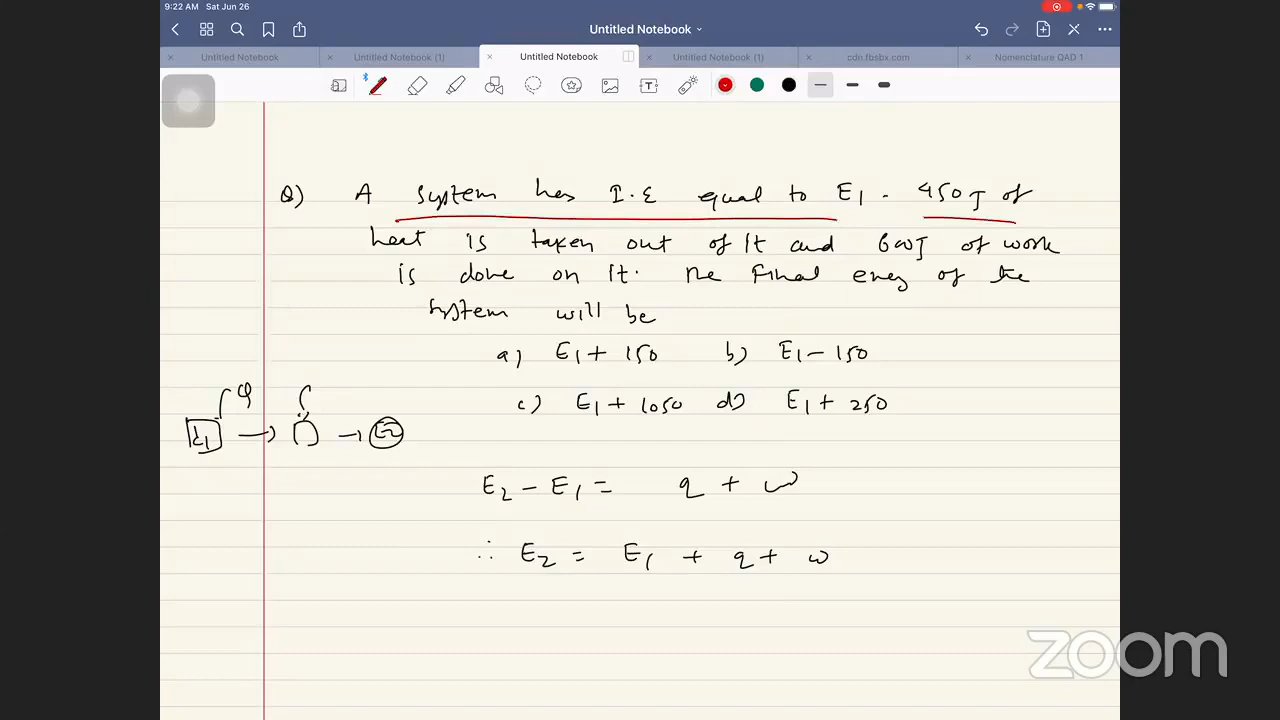 9:22 AM Sat Jun 26
Untitled Notebook
Untitled Notebook
Untitled Notebook (1)
Untitled Notebook
Untitled Notebook (1)
cdn.fbsbx.com
Nomenclature QAD 1
Q) A system has I.E equal to E1 - 450J of
heat is taken out of it and 600J of work
is done on it. The final energy of the
system will be
a) E1 + 150 b) E1 - 150
c) E1 + 1050 d) E1 + 250
E1 → → E2
E2 - E1 = q + w
∴ E2 = E1 + q + w
zoom